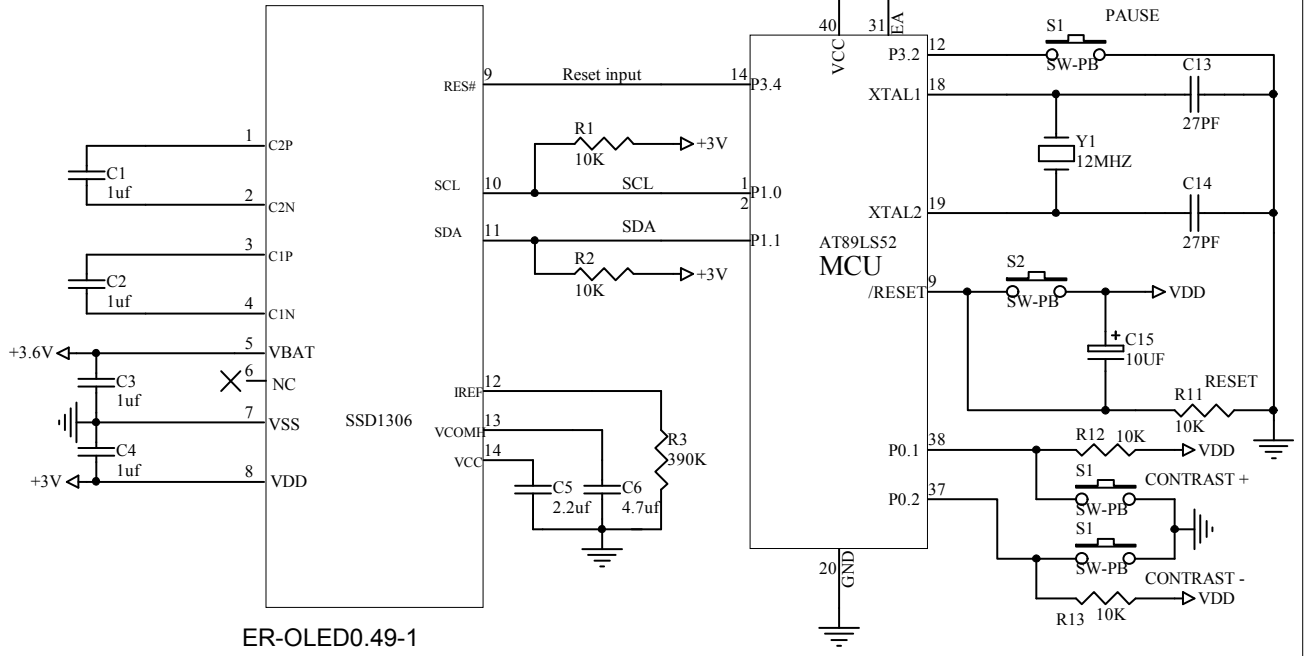 40
VCC
31
EA
S1
PAUSE
SW-PB
12
P3.2
9
RES#
Reset input
14
P3.4
18
XTAL1
C13
27PF
1
C2P
C1
1uf
2
C2N
R1
10K
+3V
Y1
12MHZ
SCL
10
SCL
1
P1.0
2
19
XTAL2
C14
27PF
SDA
11
SDA
P1.1
3
C1P
C2
1uf
4
C1N
R2
10K
+3V
AT89LS52
MCU
/RESET
9
S2
SW-PB
VDD
C15
10UF
+
+3.6V
5
VBAT
6
NC
C3
1uf
7
VSS
C4
1uf
+3V
8
VDD
SSD1306
IREF
12
VCOMH
13
VCC
14
R3
390K
C5
2.2uf
C6
4.7uf
R11
RESET
10K
P0.1
38
R12
10K
VDD
S1
CONTRAST +
SW-PB
P0.2
37
S1
SW-PB
CONTRAST -
VDD
R13
10K
20
GND
ER-OLED0.49-1